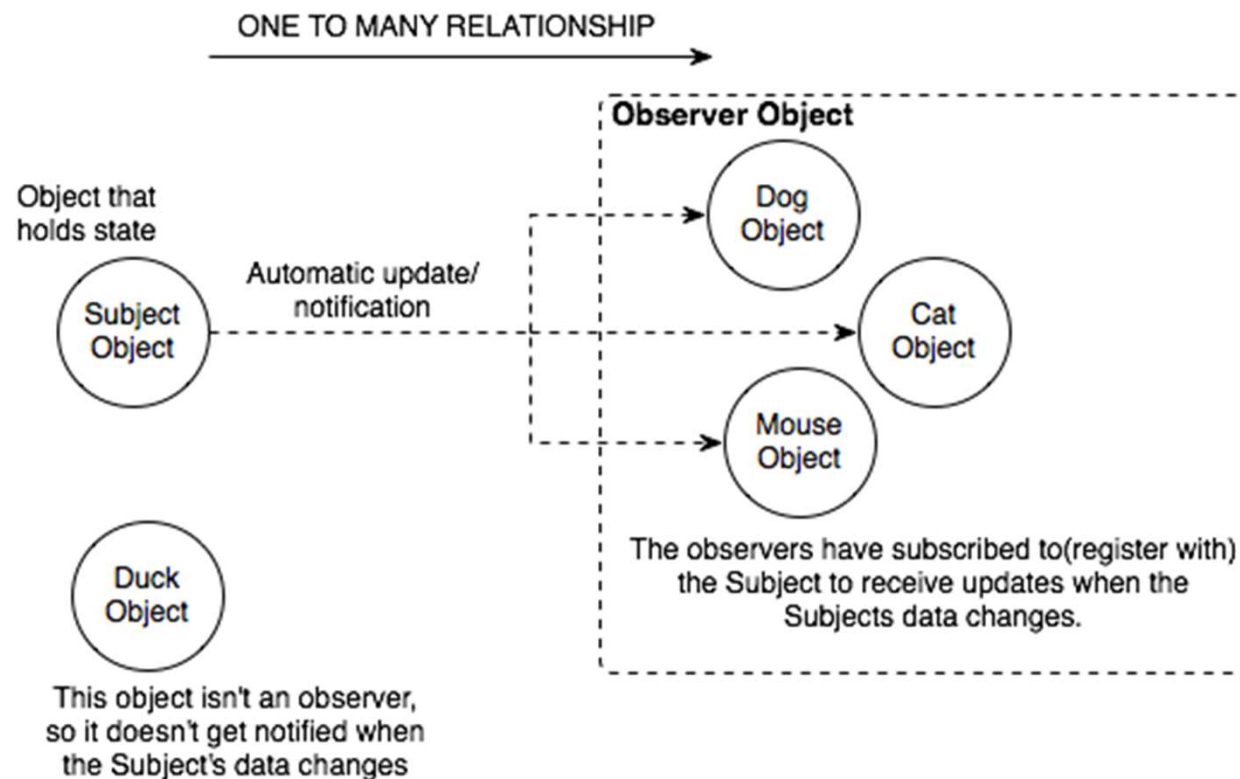 ONE TO MANY RELATIONSHIP
Observer Object
Object that
holds state
Dog
Object
Automatic update/
notification
Subject
Object
Cat
Object
Mouse
Object
The observers have subscribed to(register with)
the Subject to receive updates when the
Subjects data changes.
Duck
Object
This object isn't an observer,
so it doesn't get notified when
the Subject's data changes